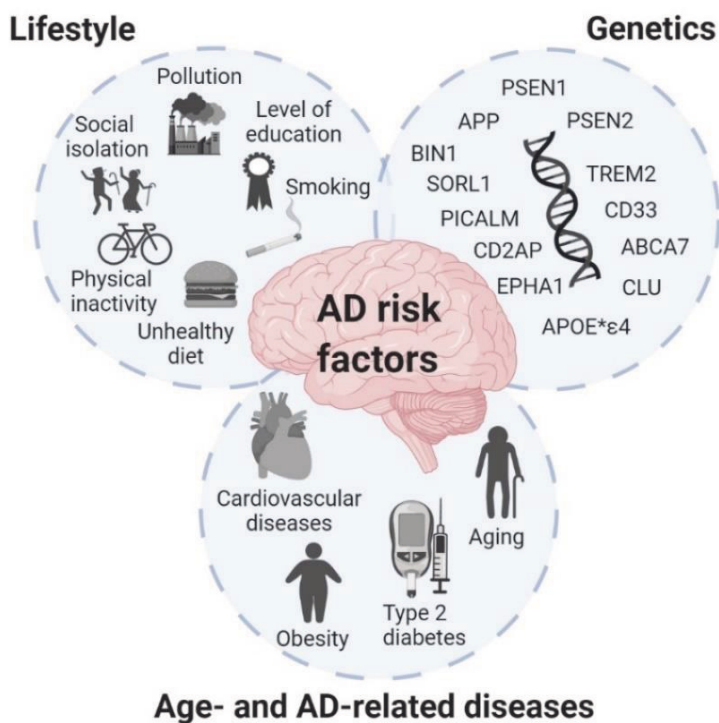 Lifestyle
Genetics
Pollution
Level of
education
Social
isolation
Smoking
Physical
inactivity
Unhealthy
diet
PSEN1
APP
PSEN2
BIN1
SORL1
TREM2
PICALM
CD33
CD2AP
ABCA7
EPHA1
CLU
APOE*ε4
AD risk
factors
Cardiovascular
diseases
Aging
Obesity
Type 2
diabetes
Age- and AD-related diseases